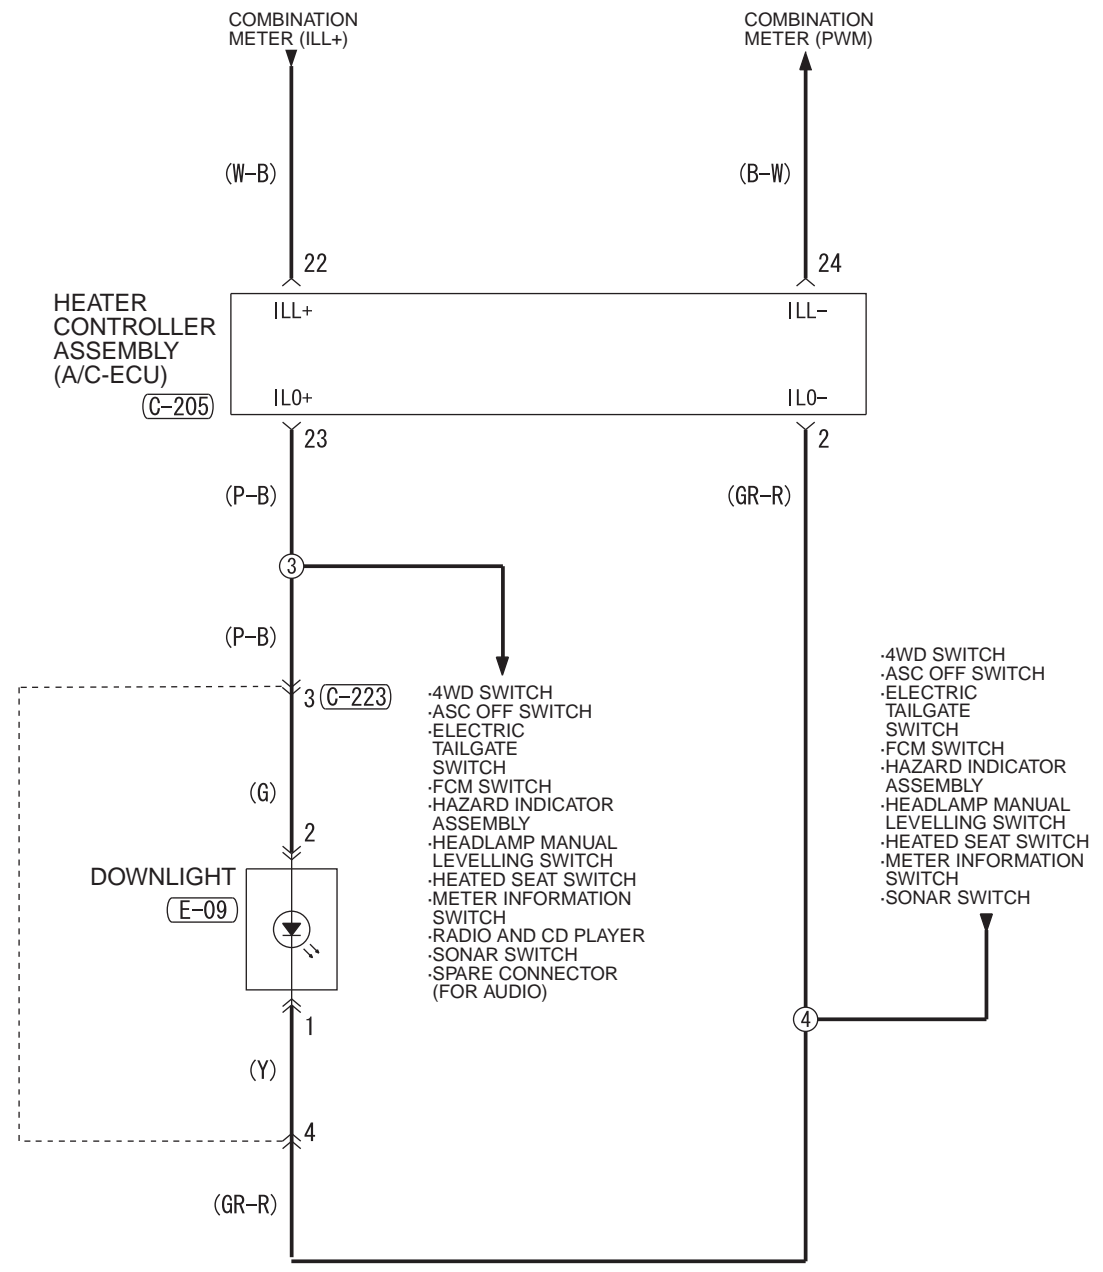 COMBINATION
METER (ILL+)
COMBINATION
METER (PWM)
(W-B)
(B-W)
22
24
HEATER
CONTROLLER
ASSEMBLY
(A/C-ECU)
C-205
ILL+
ILL-
ILO+
ILO-
23
2
(P-B)
(GR-R)
3
(P-B)
3
C-223
·4WD SWITCH
·ASC OFF SWITCH
·ELECTRIC
TAILGATE
SWITCH
·FCM SWITCH
·HAZARD INDICATOR
ASSEMBLY
·HEADLAMP MANUAL
LEVELLING SWITCH
·HEATED SEAT SWITCH
·METER INFORMATION
SWITCH
·RADIO AND CD PLAYER
·SONAR SWITCH
·SPARE CONNECTOR
(FOR AUDIO)
·4WD SWITCH
·ASC OFF SWITCH
·ELECTRIC
TAILGATE
SWITCH
·FCM SWITCH
·HAZARD INDICATOR
ASSEMBLY
·HEADLAMP MANUAL
LEVELLING SWITCH
·HEATED SEAT SWITCH
·METER INFORMATION
SWITCH
·SONAR SWITCH
(G)
2
DOWNLIGHT
E-09
1
4
(Y)
4
(GR-R)